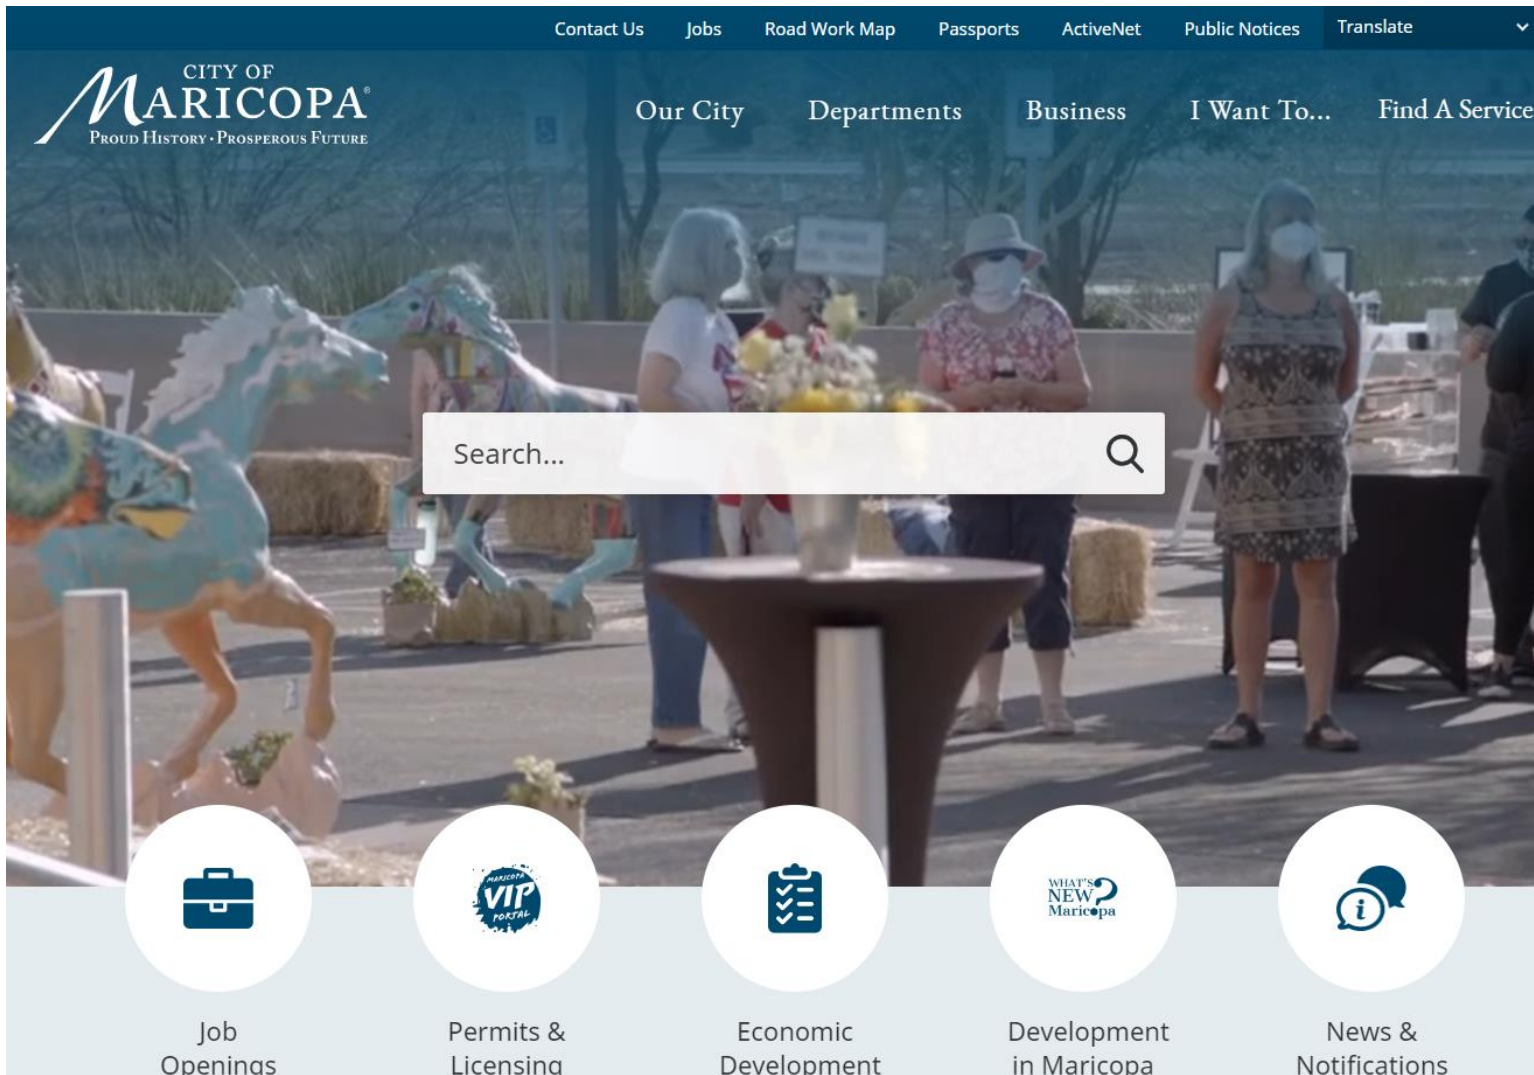 Contact Us Jobs Road Work Map Passports ActiveNet Public Notices Translate
CITY OF
MARICOPA®
PROUD HISTORY · PROSPEROUS FUTURE
Our City Departments Business I Want To... Find A Service
Search...
MARICOPA
VIP
PORTAL
WHAT'S
NEW?
Maricopa
i
Job
Openings
Permits &
Licensing
Economic
Development
Development
in Maricopa
News &
Notifications